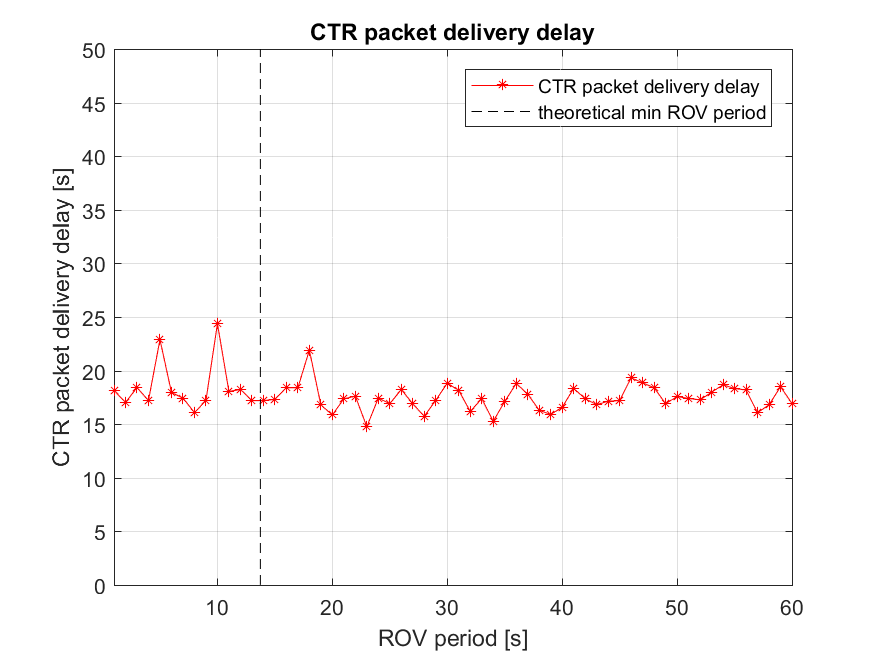 CTR packet delivery delay
50
45
40
35
30
25
20
15
10
5
0
CTR packet delivery delay [s]
CTR packet delivery delay
theoretical min ROV period
10 20 30 40 50 60
ROV period [s]